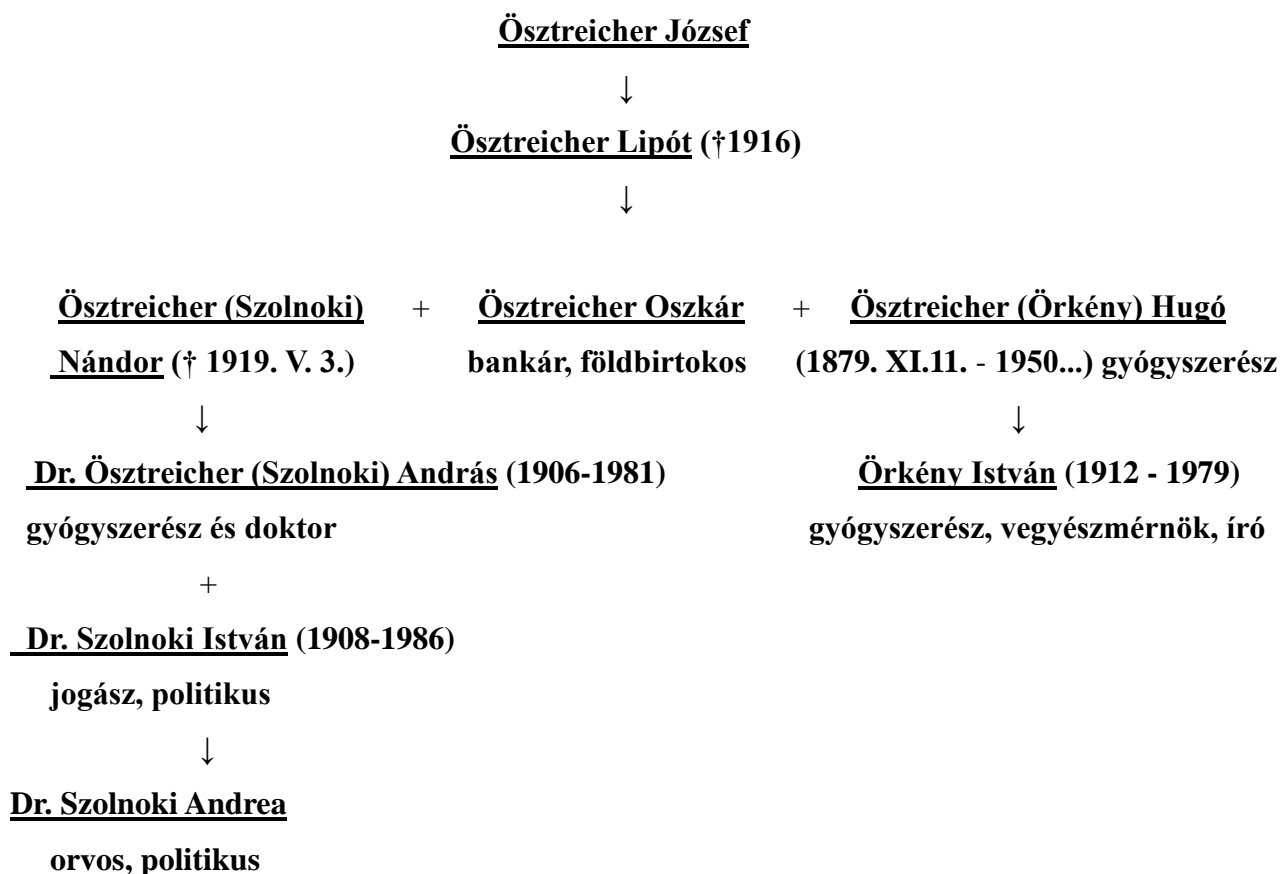 Ösztreicher József
↓
Ösztreicher Lipót (†1916)
↓
Ösztreicher (Szolnoki) + Ösztreicher Oszkár + Ösztreicher (Örkény) Hugó
Nándor († 1919. V. 3.) bankár, földbirtokos (1879. XI.11. - 1950...) gyógyszerész
↓ ↓
Dr. Ösztreicher (Szolnoki) András (1906-1981) Örkény István (1912 - 1979)
gyógyszerész és doktor gyógyszerész, vegyészmérnök, író
+
Dr. Szolnoki István (1908-1986)
jogász, politikus
↓
Dr. Szolnoki Andrea
orvos, politikus